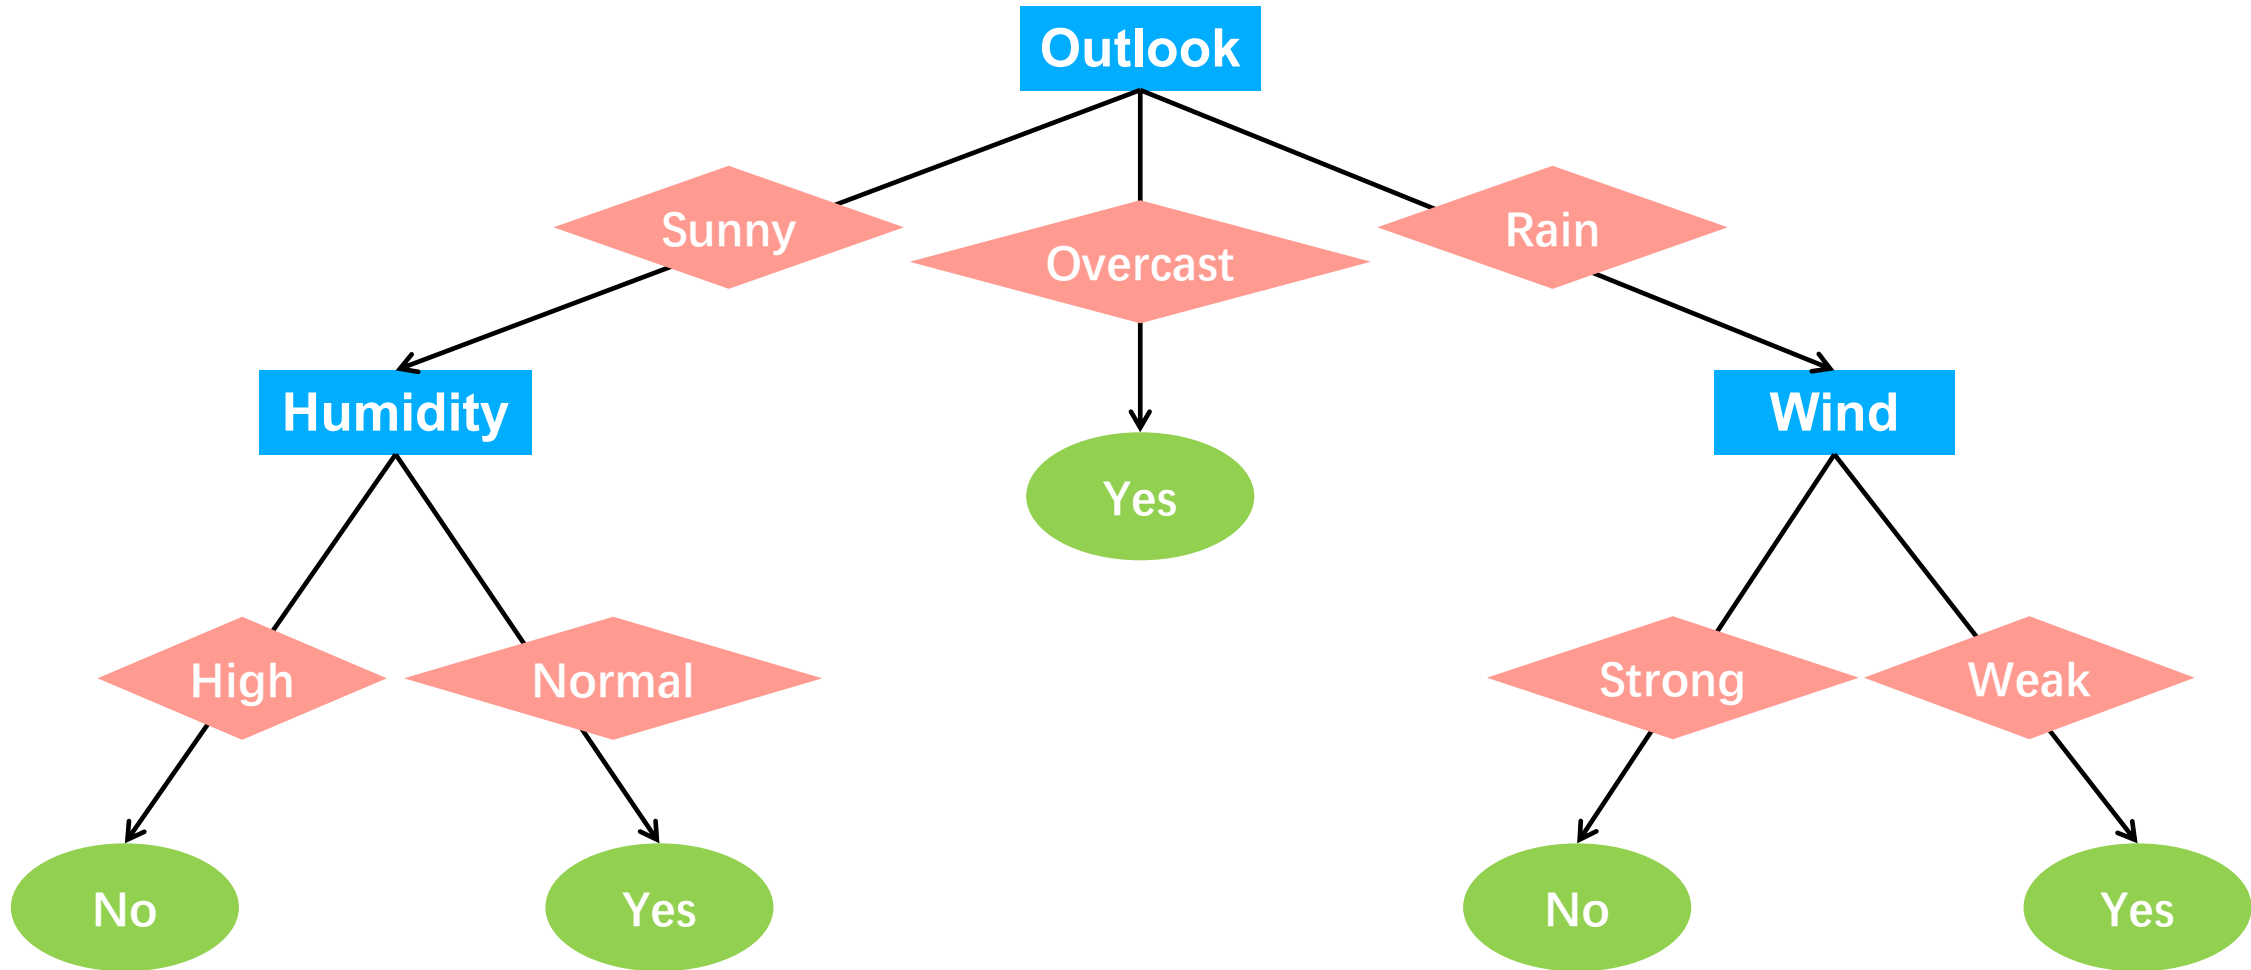 Outlook
Sunny
Overcast
Rain
Humidity
Wind
Yes
High
Normal
Strong
Weak
No
Yes
No
Yes